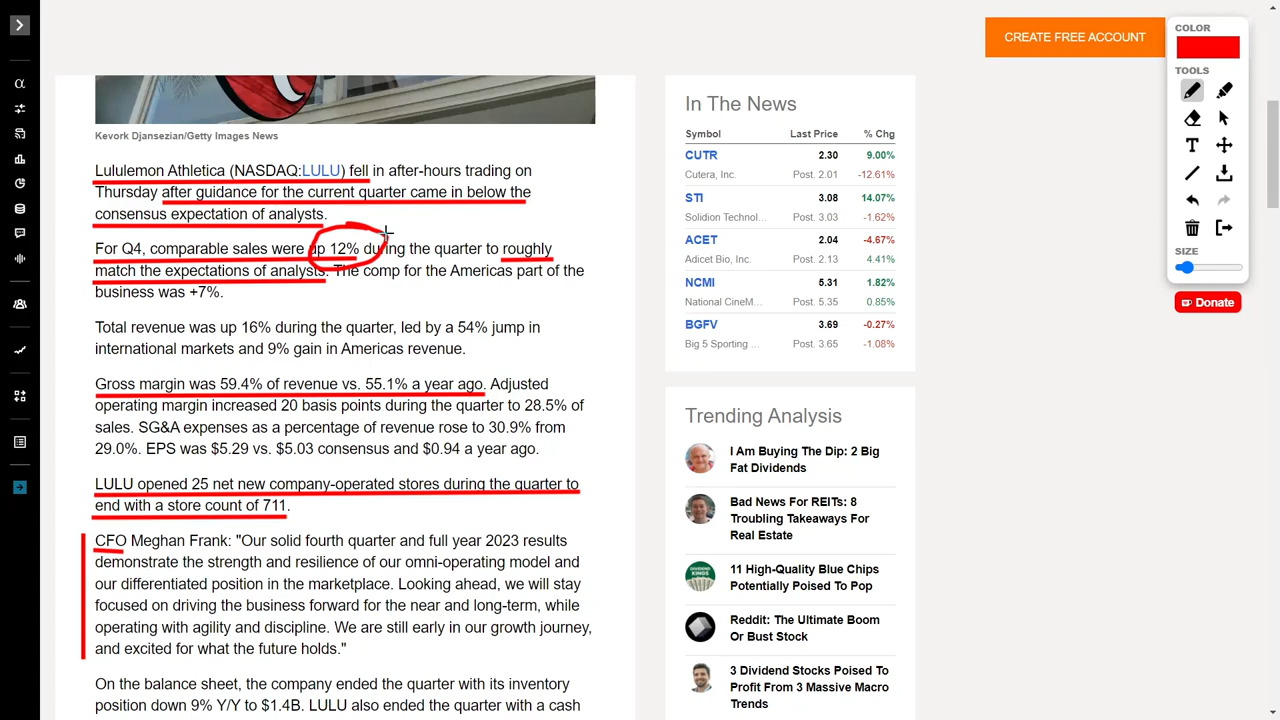 CREATE FREE ACCOUNT
COLOR
TOOLS
T
SIZE
Donate
α
Kevork Djansezian/Getty Images News
Lululemon Athletica (NASDAQ:LULU) fell in after-hours trading on
Thursday after guidance for the current quarter came in below the
consensus expectation of analysts.
For Q4, comparable sales were up 12% during the quarter to roughly
match the expectations of analysts. The comp for the Americas part of the
business was +7%.
Total revenue was up 16% during the quarter, led by a 54% jump in
international markets and 9% gain in Americas revenue.
Gross margin was 59.4% of revenue vs. 55.1% a year ago. Adjusted
operating margin increased 20 basis points during the quarter to 28.5% of
sales. SG&A expenses as a percentage of revenue rose to 30.9% from
29.0%. EPS was $5.29 vs. $5.03 consensus and $0.94 a year ago.
LULU opened 25 net new company-operated stores during the quarter to
end with a store count of 711.
CFO Meghan Frank: "Our solid fourth quarter and full year 2023 results
demonstrate the strength and resilience of our omni-operating model and
our differentiated position in the marketplace. Looking ahead, we will stay
focused on driving the business forward for the near and long-term, while
operating with agility and discipline. We are still early in our growth journey,
and excited for what the future holds."
On the balance sheet, the company ended the quarter with its inventory
position down 9% Y/Y to $1.4B. LULU also ended the quarter with a cash
In The News
Symbol Last Price % Chg
CUTR 2.30 9.00%
Cutera, Inc. Post. 2.01 -12.61%
STI 3.08 14.07%
Solidion Technol... Post. 3.03 -1.62%
ACET 2.04 -4.67%
Adicet Bio, Inc. Post. 2.13 4.41%
NCMI 5.31 1.82%
National CineM... Post. 5.35 0.85%
BGFV 3.69 -0.27%
Big 5 Sporting ... Post. 3.65 -1.08%
Trending Analysis
I Am Buying The Dip: 2 Big
Fat Dividends
Bad News For REITs: 8
Troubling Takeaways For
Real Estate
DIVIDEND
KINGS
11 High-Quality Blue Chips
Potentially Poised To Pop
Reddit: The Ultimate Boom
Or Bust Stock
3 Dividend Stocks Poised To
Profit From 3 Massive Macro
Trends